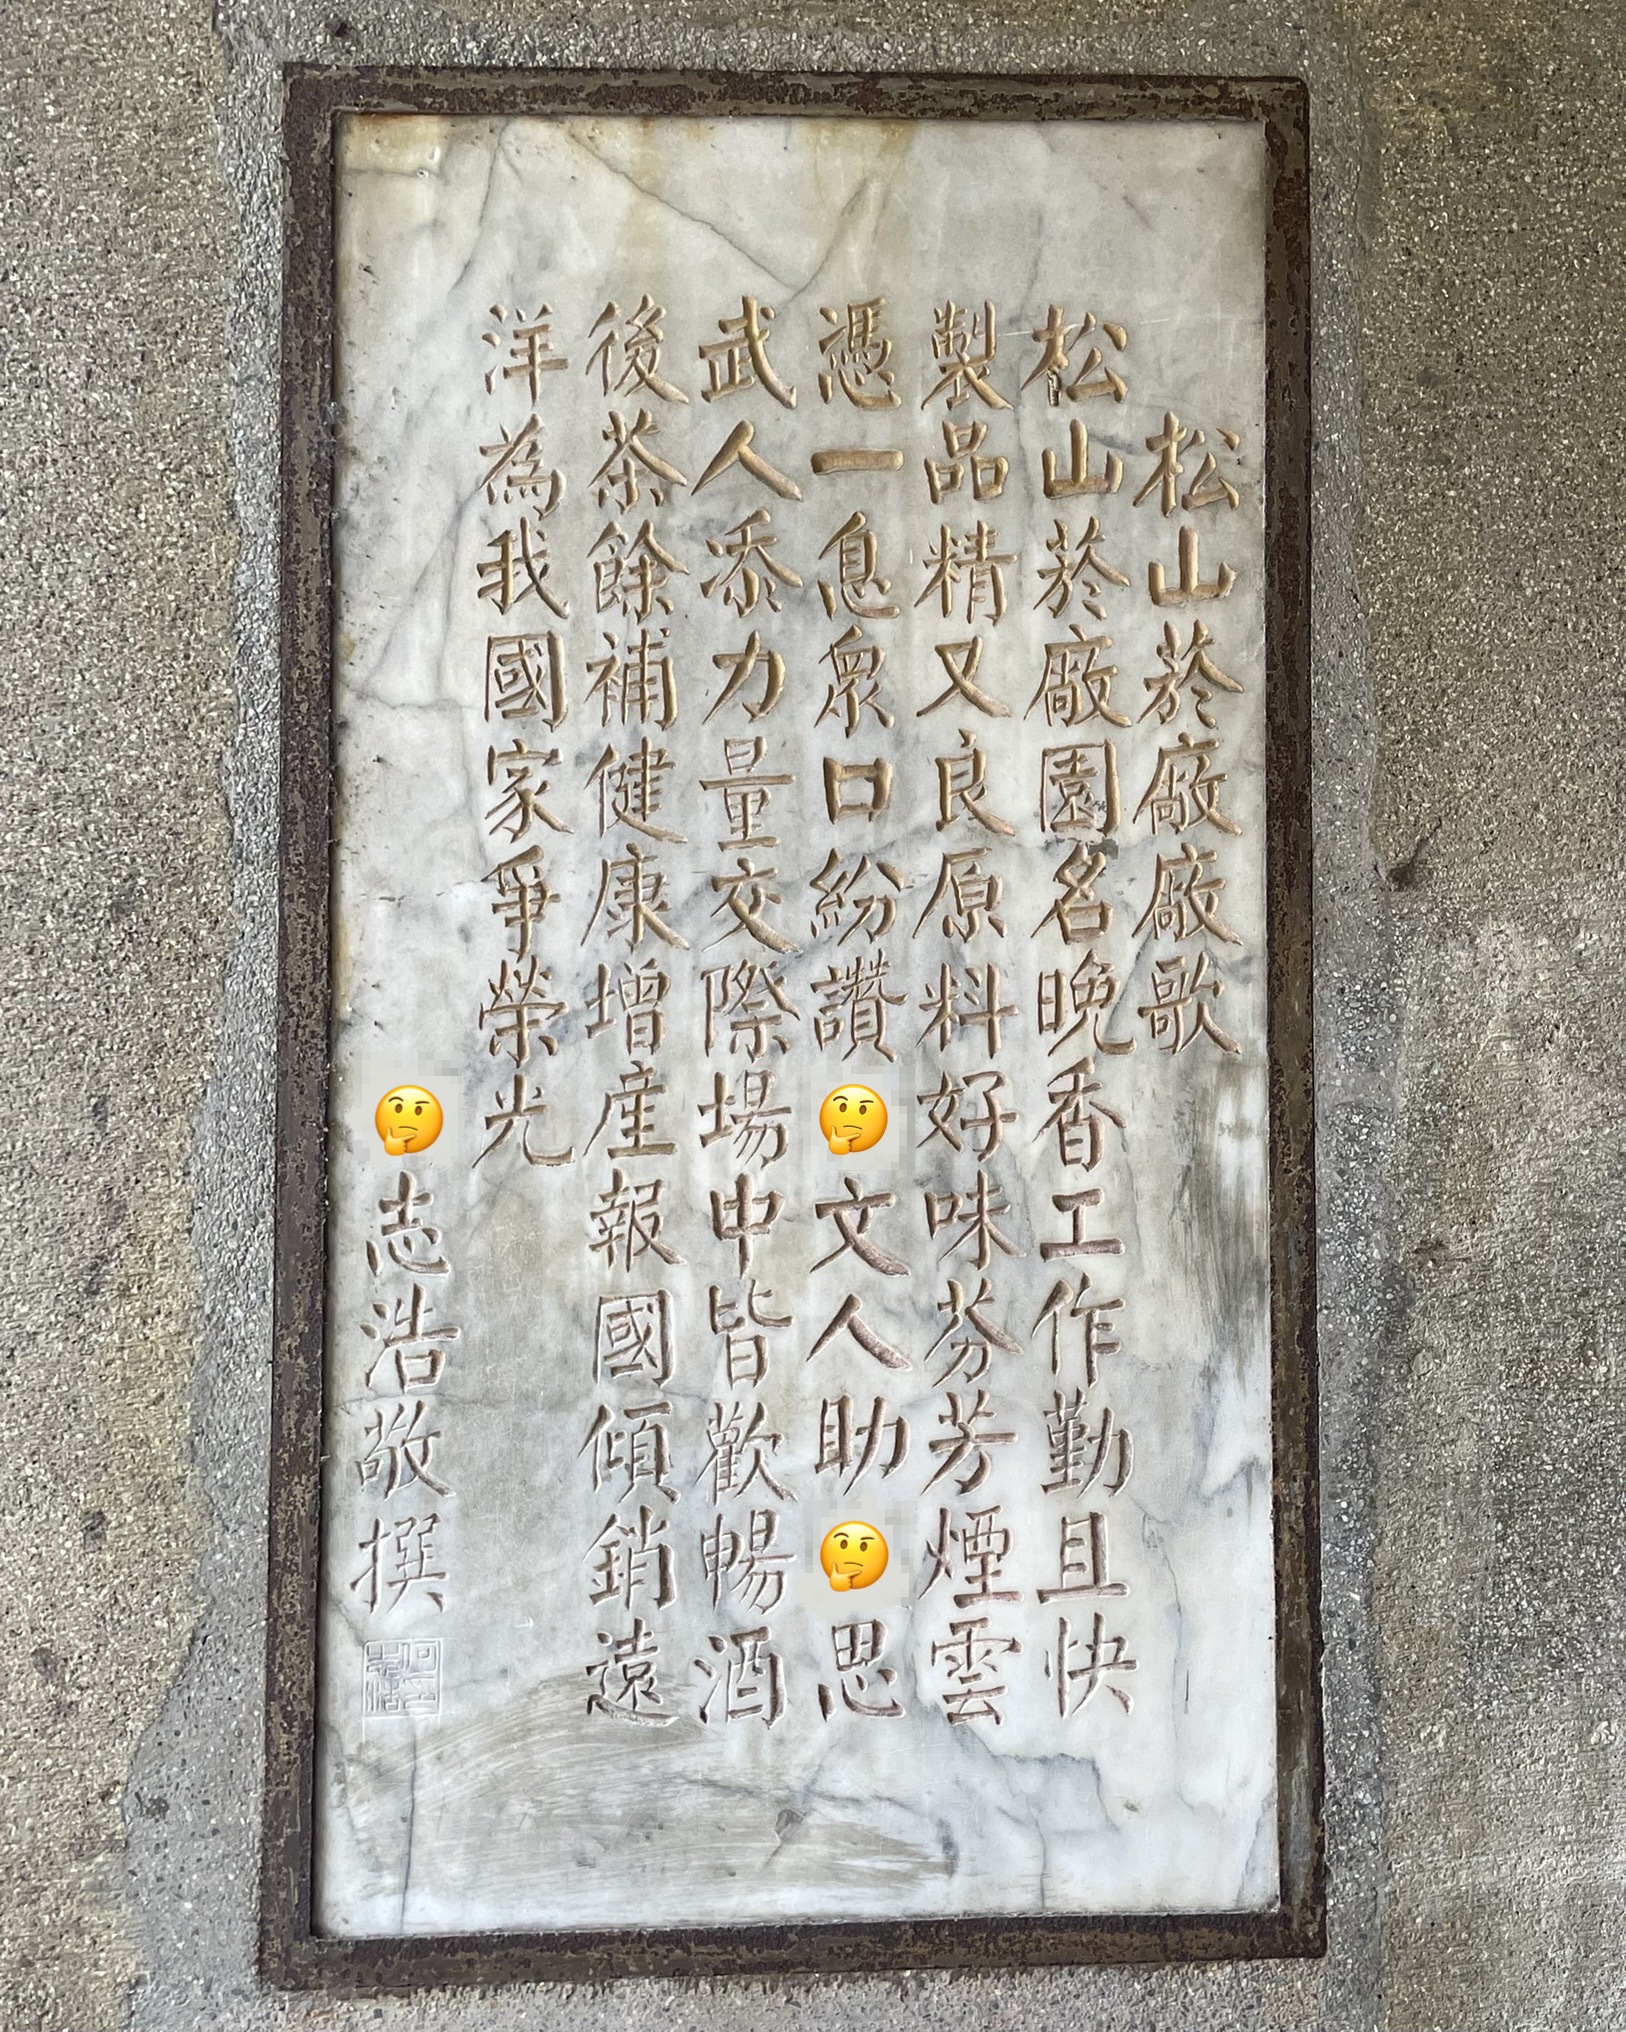 松山菸廠廠歌
松山菸廠園名晚香工作勤且快
製品精又良原料好味芬芳煙雲
憑一息眾口紛讚文人助思
武人添力量交際場中皆歡暢酒
後茶餘補健康增產報國傾銷遠
洋為我國家爭榮光
志浩敬撰